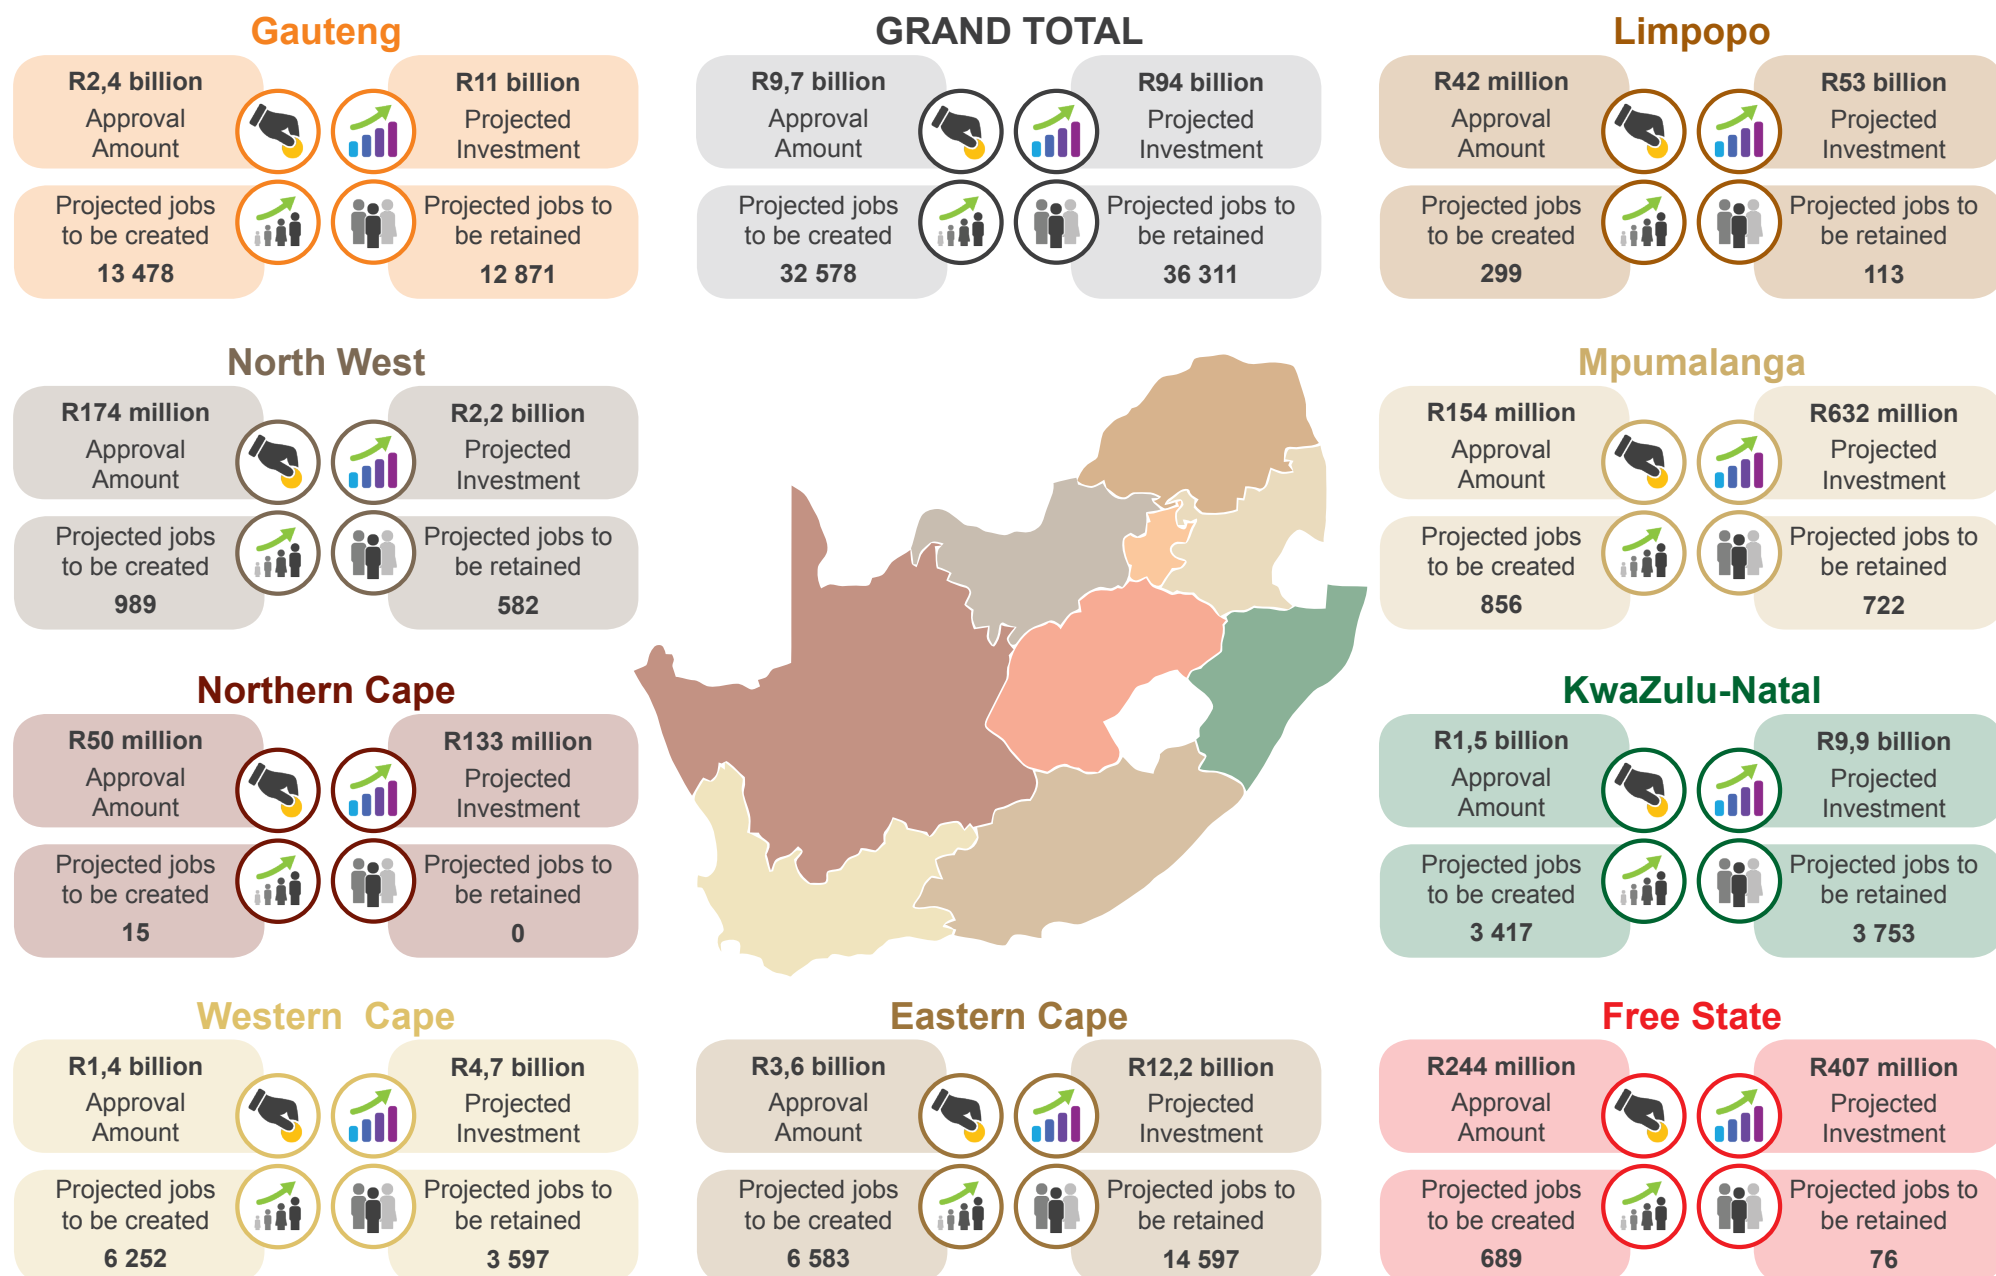 Gauteng
R2,4 billion
Approval
Amount
R11 billion
Projected
Investment
Projected jobs
to be created
13 478
Projected jobs to
be retained
12 871
GRAND TOTAL
R9,7 billion
Approval
Amount
R94 billion
Projected
Investment
Projected jobs
to be created
32 578
Projected jobs to
be retained
36 311
Limpopo
R42 million
Approval
Amount
R53 billion
Projected
Investment
Projected jobs
to be created
299
Projected jobs to
be retained
113
North West
R174 million
Approval
Amount
R2,2 billion
Projected
Investment
Projected jobs
to be created
989
Projected jobs to
be retained
582
Mpumalanga
R154 million
Approval
Amount
R632 million
Projected
Investment
Projected jobs
to be created
856
Projected jobs to
be retained
722
Northern Cape
R50 million
Approval
Amount
R133 million
Projected
Investment
Projected jobs
to be created
15
Projected jobs to
be retained
0
KwaZulu-Natal
R1,5 billion
Approval
Amount
R9,9 billion
Projected
Investment
Projected jobs
to be created
3 417
Projected jobs to
be retained
3 753
Western Cape
R1,4 billion
Approval
Amount
R4,7 billion
Projected
Investment
Projected jobs
to be created
6 252
Projected jobs to
be retained
3 597
Eastern Cape
R3,6 billion
Approval
Amount
R12,2 billion
Projected
Investment
Projected jobs
to be created
6 583
Projected jobs to
be retained
14 597
Free State
R244 million
Approval
Amount
R407 million
Projected
Investment
Projected jobs
to be created
689
Projected jobs to
be retained
76